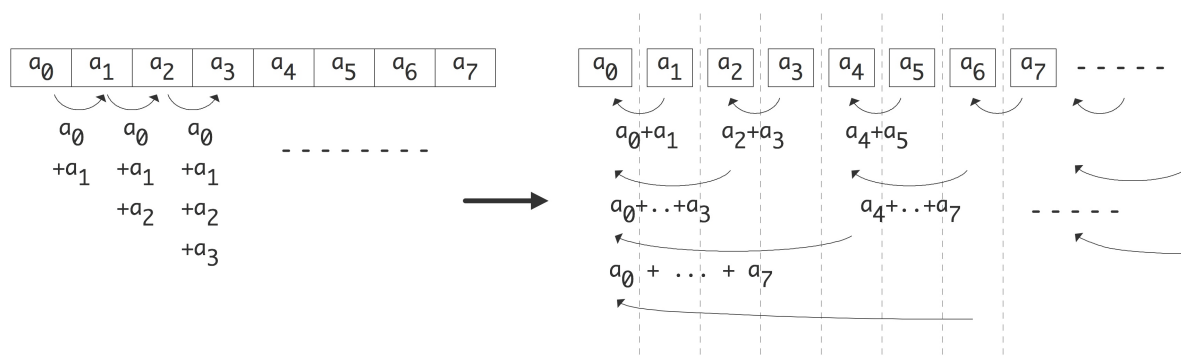 a0 a1 a2 a3 a4 a5 a6 a7
a0 a0 a0
+a1 +a1 +a1
+a2 +a2
+a3
a0 a1 a2 a3 a4 a5 a6 a7
a0+a1 a2+a3 a4+a5
a0+..+a3 a4+..+a7
a0 + ... + a7